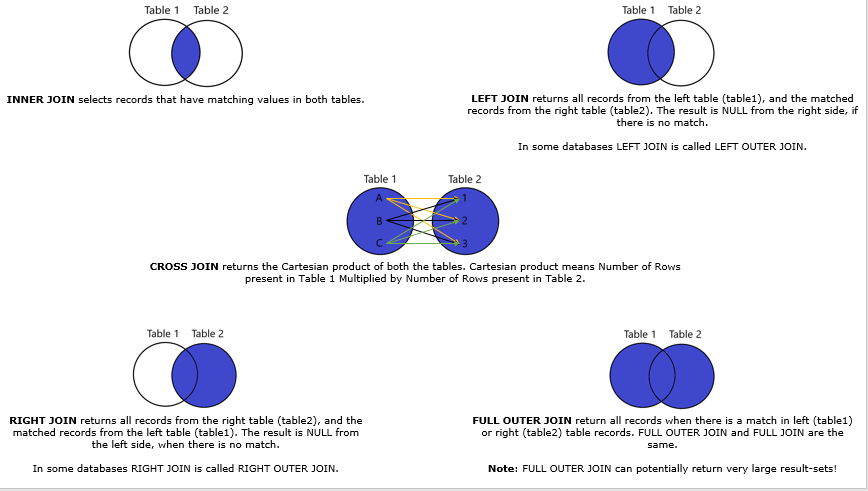 Table 1 Table 2
INNER JOIN selects records that have matching values in both tables.
Table 1 Table 2
LEFT JOIN returns all records from the left table (table1), and the matched
records from the right table (table2). The result is NULL from the right side, if
there is no match.
In some databases LEFT JOIN is called LEFT OUTER JOIN.
Table 1 Table 2
A 1
B 2
C 3
CROSS JOIN returns the Cartesian product of both the tables. Cartesian product means Number of Rows
present in Table 1 Multiplied by Number of Rows present in Table 2.
Table 1 Table 2
RIGHT JOIN returns all records from the right table (table2), and the
matched records from the left table (table1). The result is NULL from
the left side, when there is no match.
In some databases RIGHT JOIN is called RIGHT OUTER JOIN.
Table 1 Table 2
FULL OUTER JOIN return all records when there is a match in left (table1)
or right (table2) table records. FULL OUTER JOIN and FULL JOIN are the
same.
Note: FULL OUTER JOIN can potentially return very large result-sets!